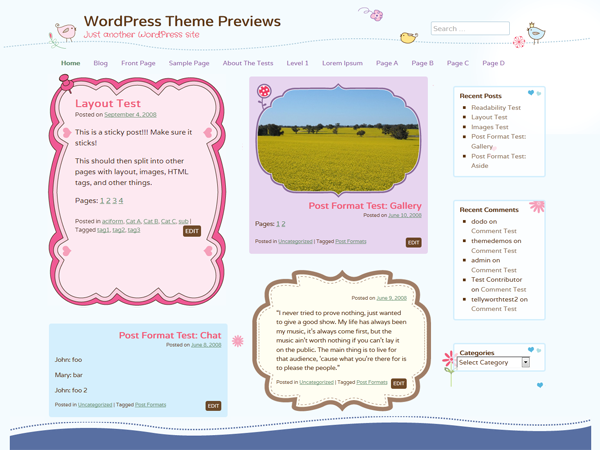 WordPress Theme Previews
Just another WordPress site
Search ...
Home Blog Front Page Sample Page About The Tests Level 1 Lorem Ipsum Page A Page B Page C Page D
Layout Test
Posted on September 4, 2008
This is a sticky post!!! Make sure it
sticks!
This should then split into other
pages with layout, images, HTML
tags, and other things.
Pages: 1 2 3 4
Posted in aciform, Cat A, Cat B, Cat C, sub |
Tagged tag1, tag2, tag3
EDIT
Post Format Test: Gallery
Posted on June 10, 2008
Pages: 1 2
Posted in Uncategorized | Tagged Post Formats
EDIT
Post Format Test: Chat
Posted on June 8, 2008
John: foo
Mary: bar
John: foo 2
Posted in Uncategorized | Tagged Post Formats
EDIT
Posted on June 9, 2008
"I never tried to prove nothing, just wanted
to give a good show. My life has always been
my music, it's always come first, but the
music ain't worth nothing if you can't lay it
on the public. The main thing is to live for
that audience, 'cause what you're there for is
to please the people."
Posted in Uncategorized | Tagged Post Formats
EDIT
Recent Posts
Readability Test
Layout Test
Images Test
Post Format Test:
Gallery
Post Format Test:
Aside
Recent Comments
dodo on
Comment Test
themedemos on
Comment Test
admin on
Comment Test
Test Contributor
on Comment Test
tellyworthtest2 on
Comment Test
Categories
Select Category